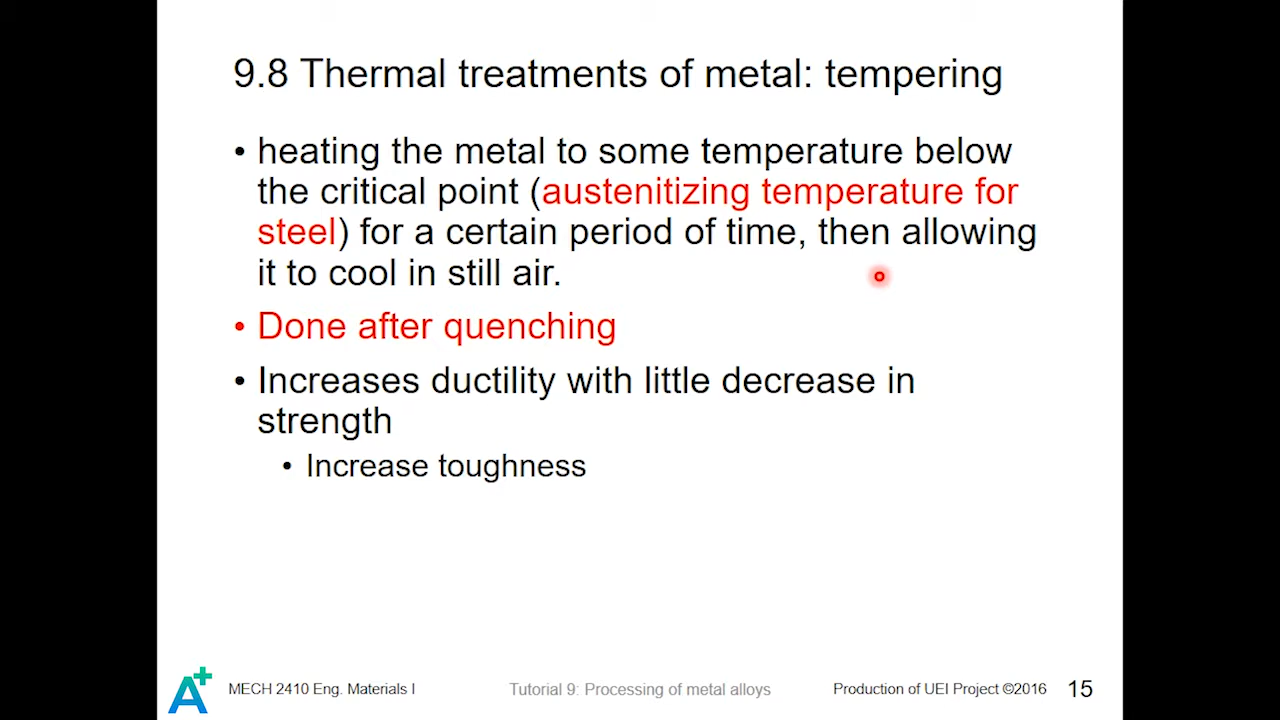 9.8 Thermal treatments of metal: tempering
• heating the metal to some temperature below
the critical point (austenitizing temperature for
steel) for a certain period of time, then allowing
it to cool in still air.
• Done after quenching
• Increases ductility with little decrease in
strength
• Increase toughness
A+
MECH 2410 Eng. Materials I
Tutorial 9: Processing of metal alloys
Production of UEI Project ©2016
15